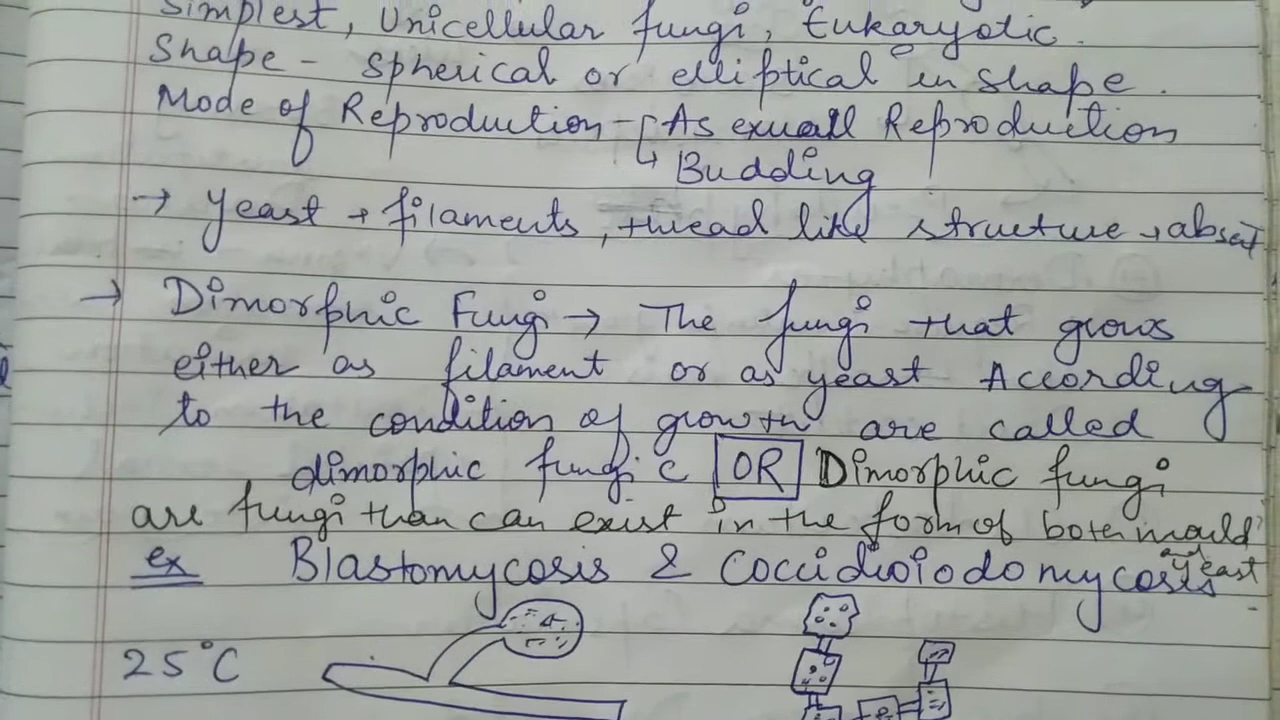 Simplest, Unicellular fungi, Eukaryotic.
Shape - Spherical or elliptical in shape.
Mode of Reproduction - Asexuall Reproduction
↳ Budding
→ yeast → filaments, thread like structure → absent
→ Dimorphic Fungi → The fungi that grows
either as filament or as yeast According
to the condition of growth are called
dimorphic fungi c OR Dimorphic fungi
are fungi than can exist in the form of both mould
and yeast
ex Blastomycosis & Coccidioiodomycosis
25°C